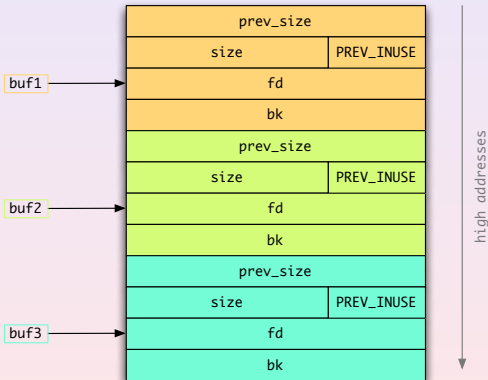 prev_size
size PREV_INUSE
buf1 fd
bk
prev_size
size PREV_INUSE
buf2 fd
bk
prev_size
size PREV_INUSE
buf3 fd
bk
high addresses